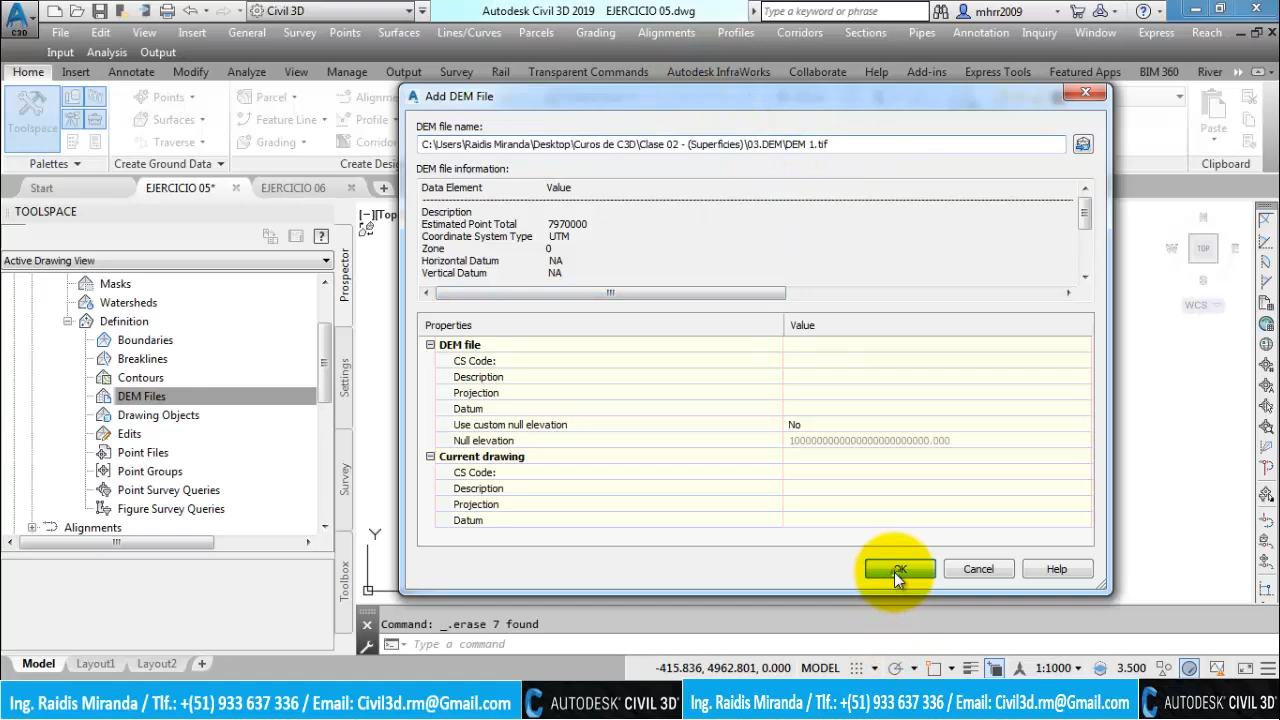 Civil 3D
Autodesk Civil 3D 2019 EJERCICIO 05.dwg
Type a keyword or phrase
mhrr2009
C3D
File Edit View Insert General Survey Points Surfaces Lines/Curves Parcels Grading Alignments Profiles Corridors Sections Pipes Annotation Inquiry Window Express Reach
Input Analysis Output
Home Insert Annotate Modify Analyze View Manage Output Survey Rail Transparent Commands Autodesk InfraWorks Collaborate Help Add-ins Express Tools Featured Apps BIM 360 River
Toolspace
Points
Surfaces
Traverse
Parcel
Feature Line
Grading
Alignm
Profile
Corrid
Paste
Palettes
Create Ground Data
Create Desi
Clipboard
Start
EJERCICIO 05*
EJERCICIO 06
TOOLSPACE
Active Drawing View
Masks
Watersheds
Definition
Boundaries
Breaklines
Contours
DEM Files
Drawing Objects
Edits
Point Files
Point Groups
Point Survey Queries
Figure Survey Queries
Alignments
Prospector
Settings
Survey
Toolbox
[−][Top
Y
TOP
WCS
Add DEM File
DEM file name:
C:\Users\Raidis Miranda\Desktop\Curos de C3D\Clase 02 - (Superficies)\03.DEM\DEM 1.tif
DEM file information:
Data Element Value
Description
Estimated Point Total 7970000
Coordinate System Type UTM
Zone 0
Horizontal Datum NA
Vertical Datum NA
Properties Value
DEM file
CS Code:
Description
Projection
Datum
Use custom null elevation No
Current drawing
Null elevation
CS Code:
Description
Projection
Datum
OK Cancel Help
Command: _.erase 7 found
Type a command
Model Layout1 Layout2 +
-415.836, 4962.801, 0.000 MODEL 1:1000 3.500
Ing. Raidis Miranda / Tlf.: +(51) 933 637 336 / Email: Civil3d.rm@Gmail.com
AUTODESK® CIVIL 3D®
Ing. Raidis Miranda / Tlf.: +(51) 933 637 336 / Email: Civil3d.rm@Gmail.com
AUTODESK® CIVIL 3D